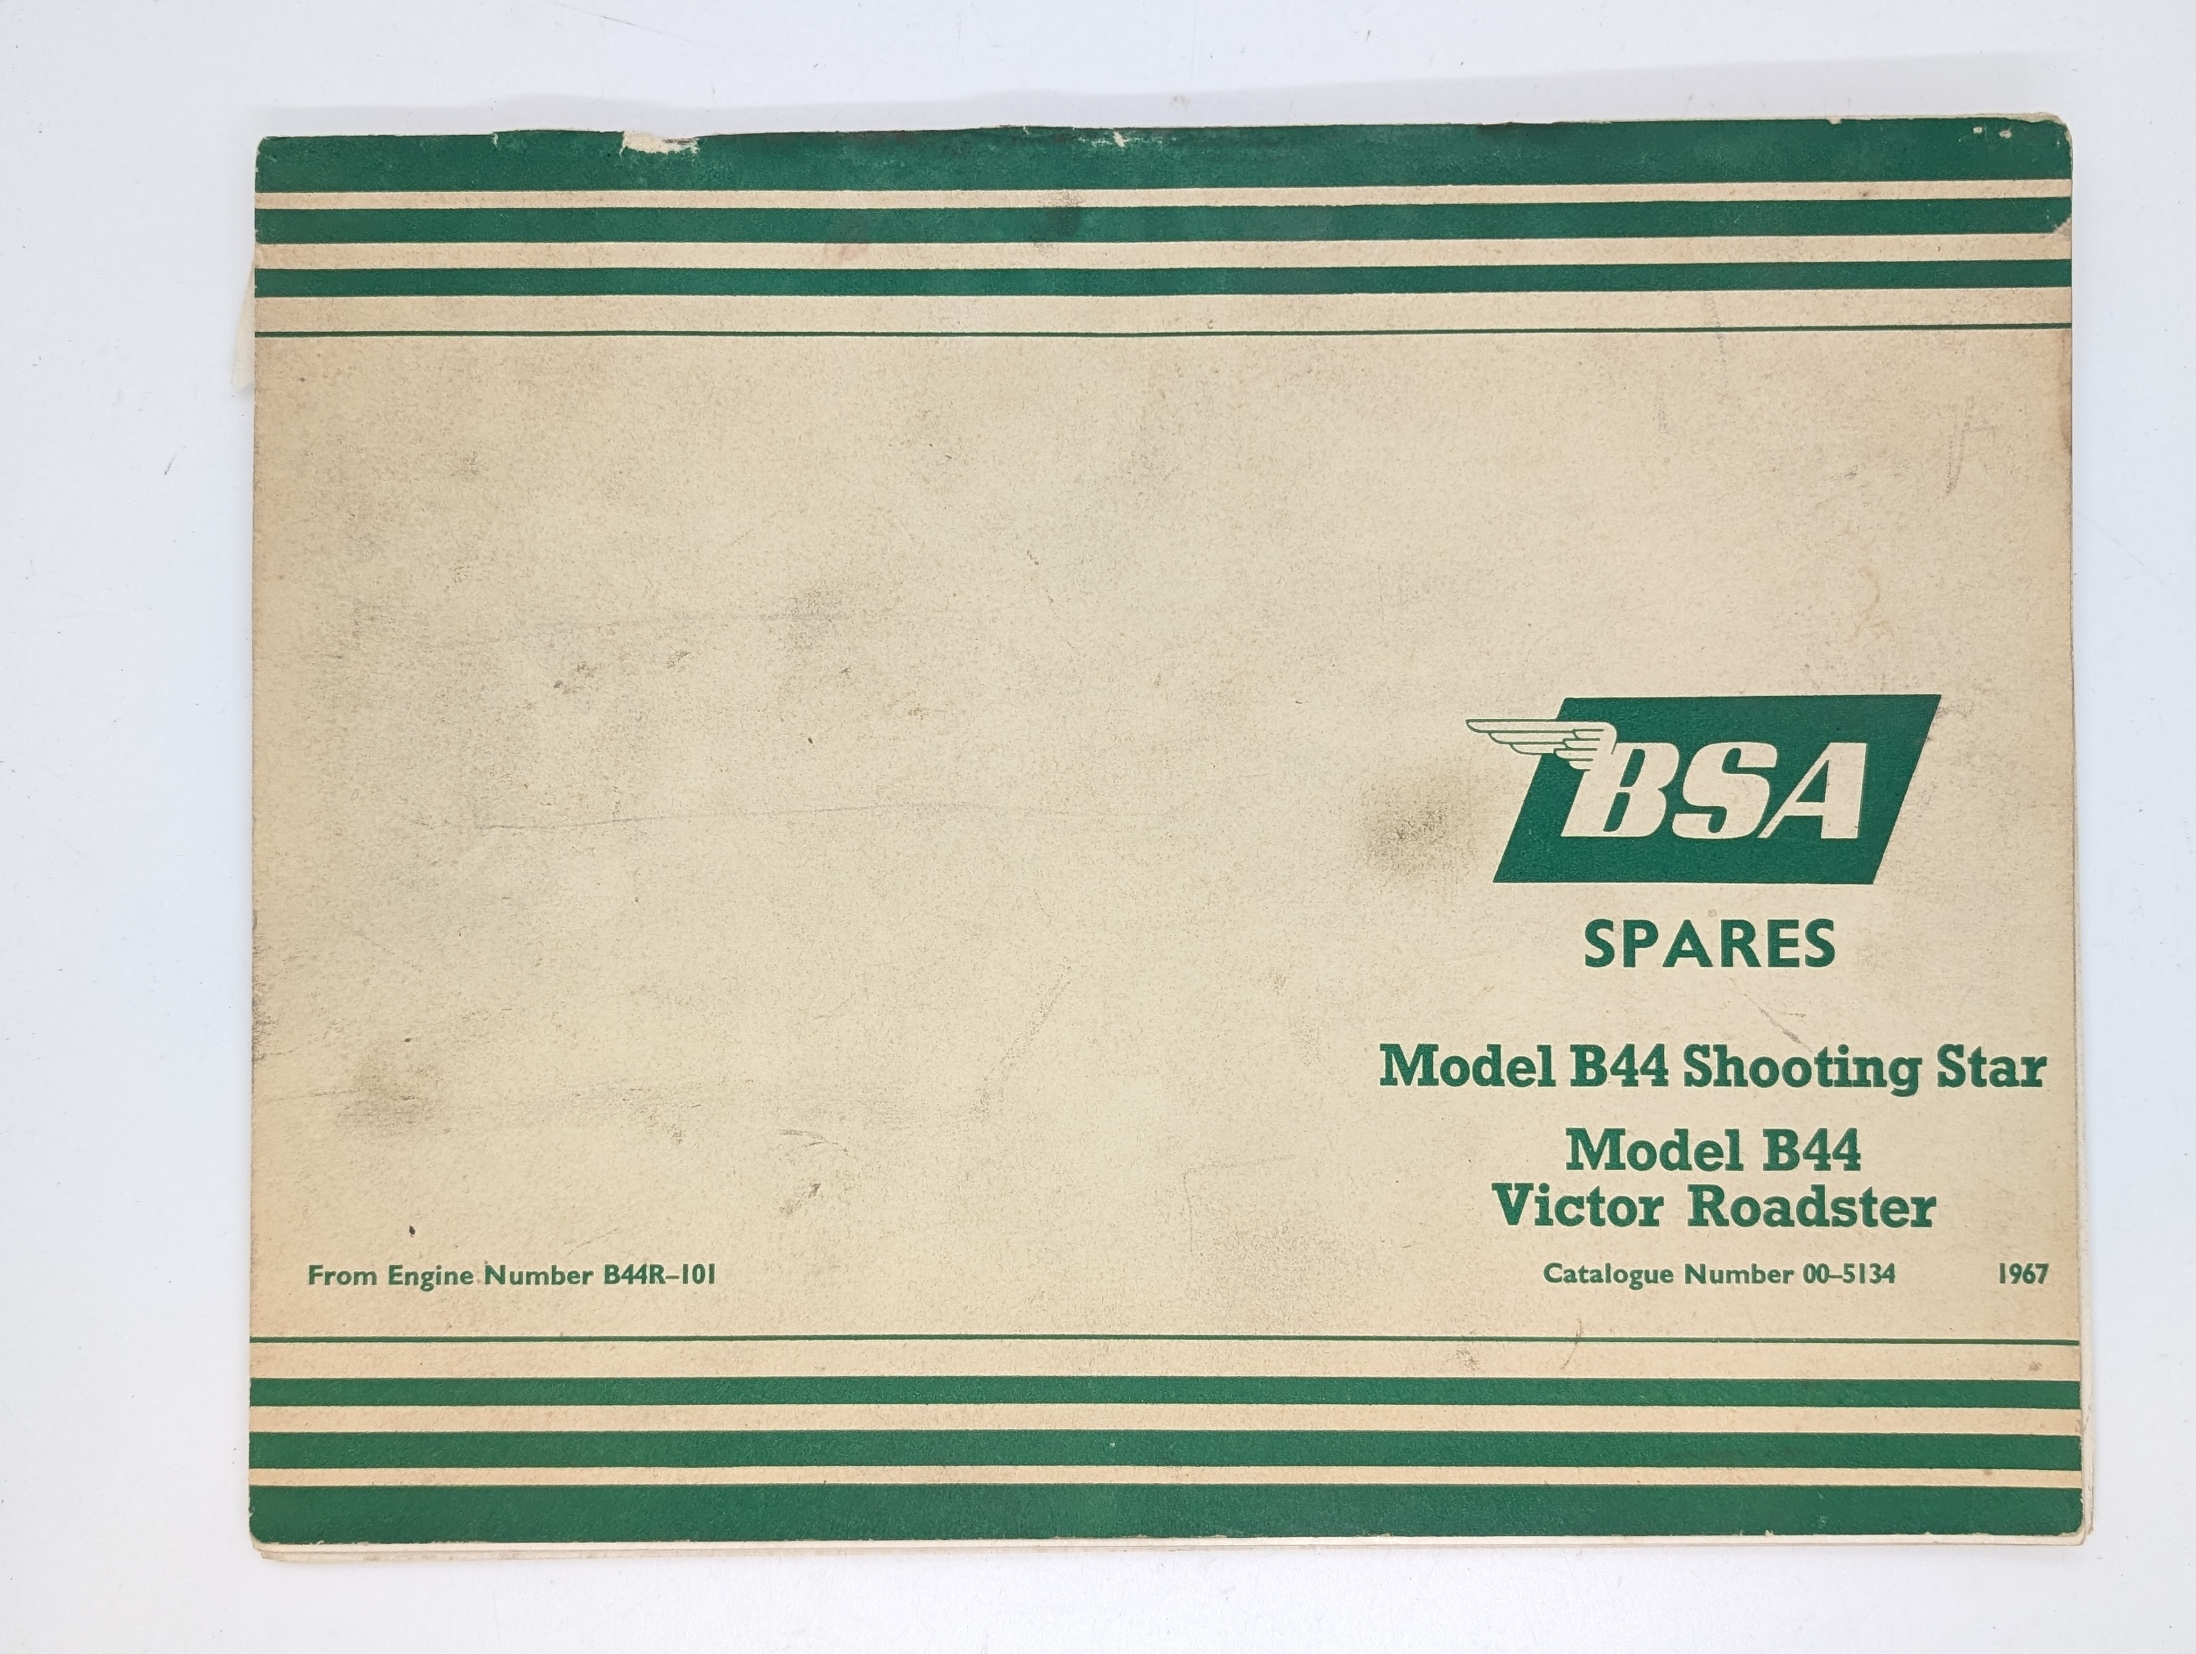 BSA
SPARES
Model B44 Shooting Star
Model B44
Victor Roadster
From Engine Number B44R–101
Catalogue Number 00–5134 1967